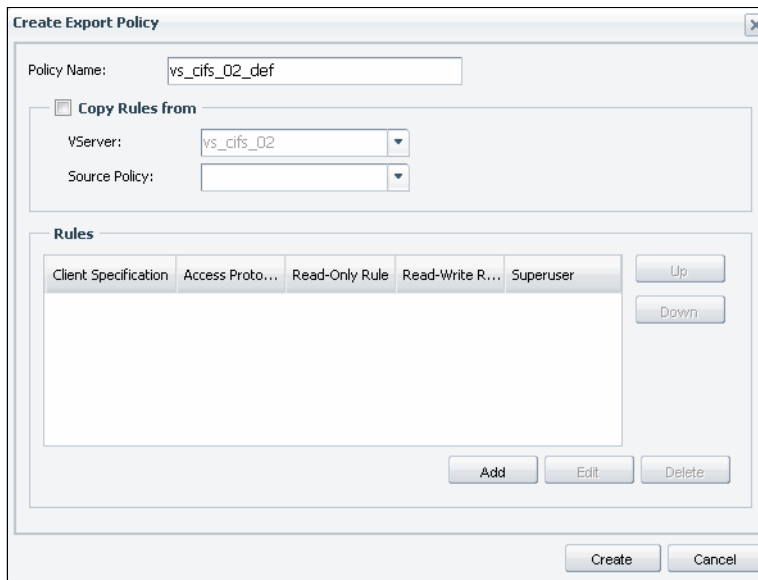 Create Export Policy
Policy Name: vs_cifs_02_def
Copy Rules from
VServer: vs_cifs_02
Source Policy:
Rules
Client Specification Access Proto... Read-Only Rule Read-Write R... Superuser
Up
Down
Add Edit Delete
Create Cancel